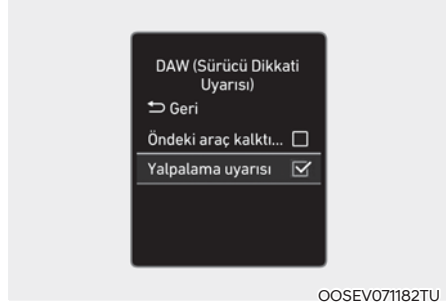 DAW (Sürücü Dikkati
Uyarısı)
⮌ Geri
Öndeki araç kalktı...
Yalpalama uyarısı
OOSEV071182TU